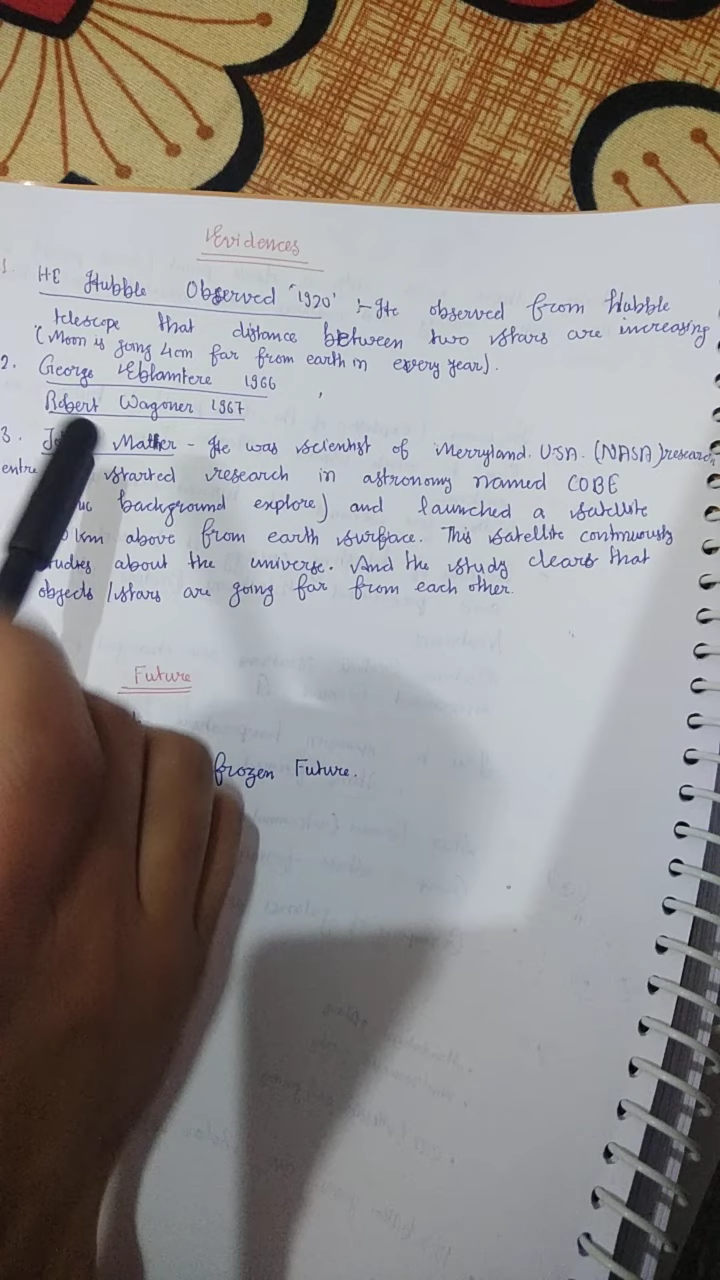 Evidences
1. HE Hubble Observed '1920' :- He observed from Hubble
telescope that distance between two stars are increasing
(Moon is going 4cm far from earth in every year).
2. George Eblamtere 1966
Robert Wagoner 1967
3. Mather - He was scientist of Merryland. U.S.A. (NASA) research
entre started research in astronomy named COBE
background explore) and launched a satellite
km above from earth surface. This satellite continuously
about the universe. And the study clears that
objects / stars are going far from each other.
Future
frozen Future.